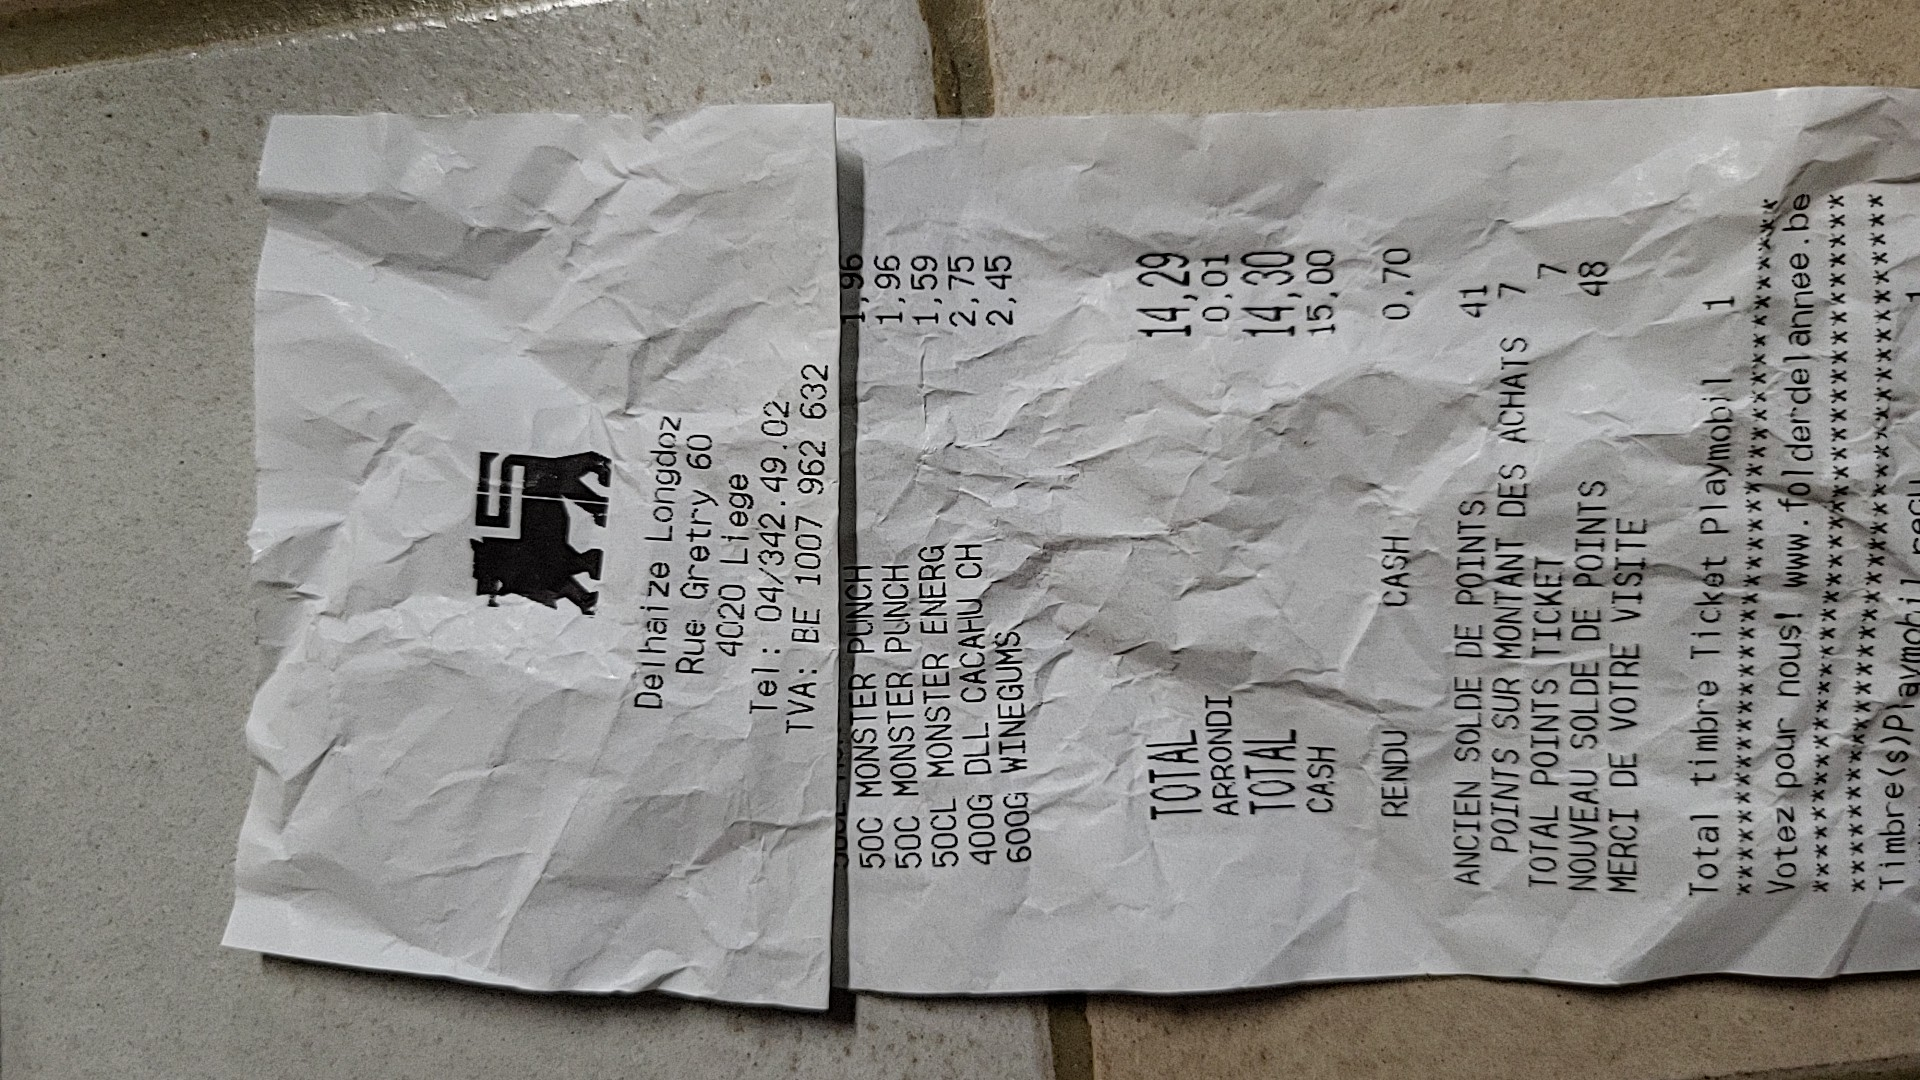 Delhaize Longdoz
Rue Gretry 60
4020 Liege
Tel: 04/342.49.02
TVA: BE 1007 962 632
50C MONSTER PUNCH 1,96
50C MONSTER PUNCH 1,96
50CL MONSTER ENERG 1,59
400G DLL CACAHU CH 2,75
600G WINEGUMS 2,45
TOTAL 14,29
ARRONDI 0,01
TOTAL 14,30
CASH 15,00
RENDU CASH 0,70
ANCIEN SOLDE DE POINTS 41
POINTS SUR MONTANT DES ACHATS 7
TOTAL POINTS TICKET 7
NOUVEAU SOLDE DE POINTS 48
MERCI DE VOTRE VISITE
Total timbre Ticket Playmobil 1
****************************************
Votez pour nous! www.folderdelannee.be
****************************************
****************************************
Timbre(s)Playmobil reçu 1